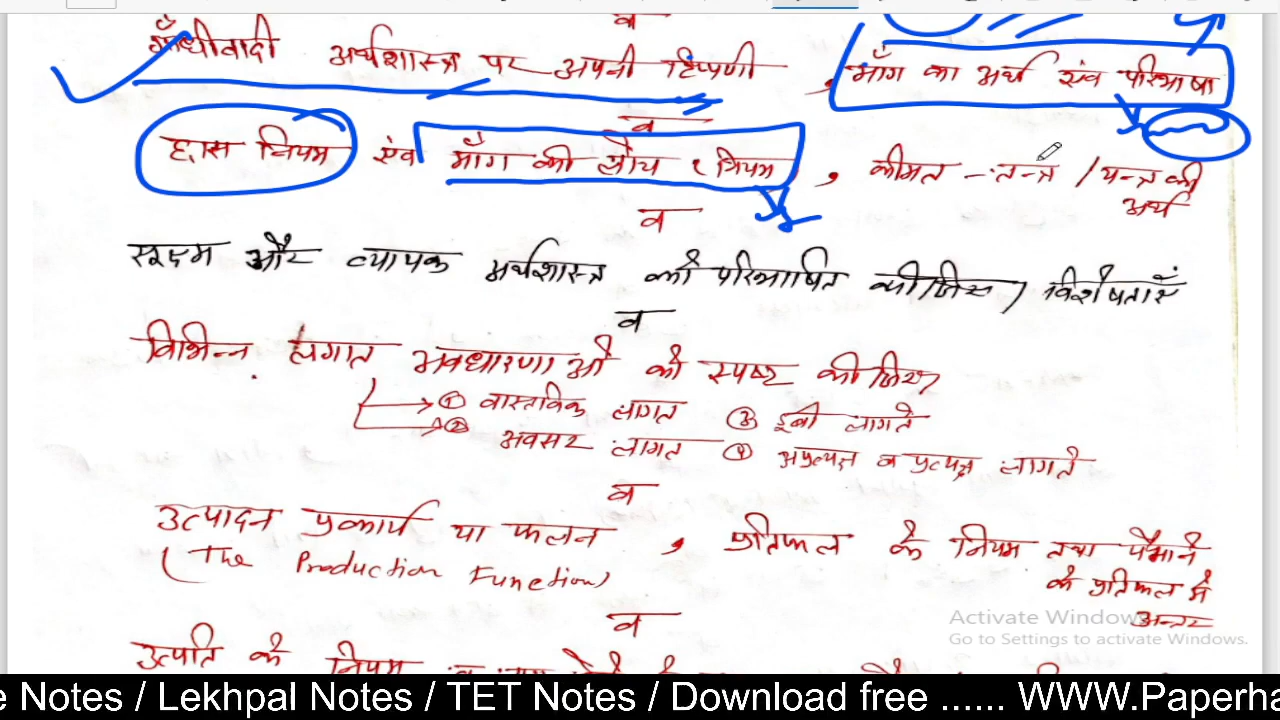 व
गाँधीवादी अर्थशास्त्र पर अपनी टिप्पणी , माँग का अर्थ एंव परिभाषा
व
ह्रास नियम एंव माँग की लोच , नियम , कीमत - तन्त्र / यन्त्र की
अर्थ
व
सूक्ष्म और व्यापक अर्थशास्त्र को परिभाषित कीजिए / विशेषताएँ
व
विभिन्न लागत अवधारणाओं को स्पष्ट कीजिए
① वास्तविक लागत ③ डूबी लागते
② अवसर लागत ④ अप्रत्यक्ष व प्रत्यक्ष लागते
व
उत्पादन प्रकार्य या फलन , प्रतिफल के नियम तथा पैमाने
(The Production Function) के प्रतिफल मे
अन्तर
व
उत्पति के नियम
Activate Windows
Go to Settings to activate Windows.
e Notes / Lekhpal Notes / TET Notes / Download free ...... WWW.Paperha